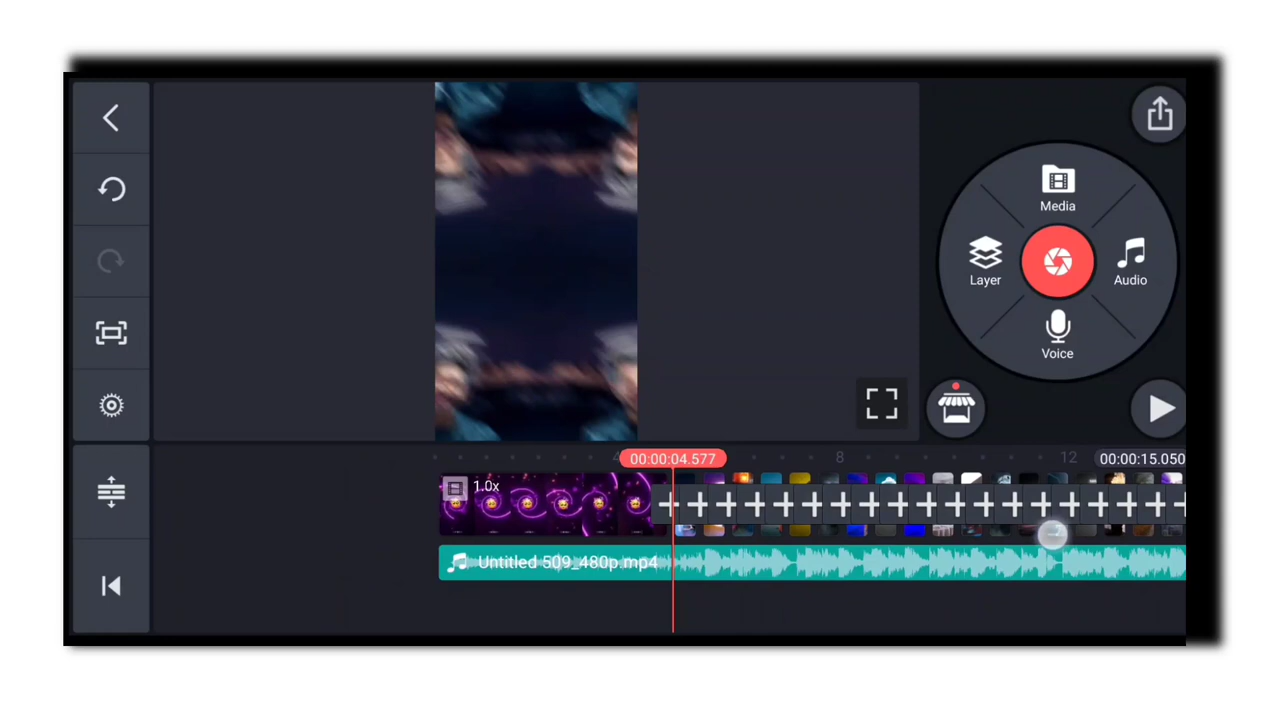 Media
Layer
Audio
Voice
4
00:00:04.577
8
12
00:00:15.050
1.0x
Untitled 509_480p.mp4